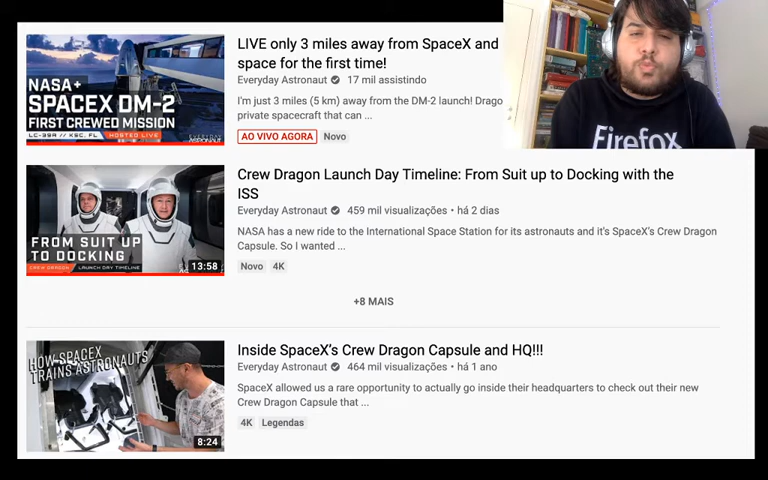 NASA+
SPACEX DM-2
FIRST CREWED MISSION
LC-39A // KSC, FL HOSTED LIVE
EVERYDAY ASTRONAUT
LIVE only 3 miles away from SpaceX and
space for the first time!
Everyday Astronaut 17 mil assistindo
I'm just 3 miles (5 km) away from the DM-2 launch! Drago
private spacecraft that can ...
AO VIVO AGORA Novo
Firefox
FROM SUIT UP
TO DOCKING
CREW DRAGON LAUNCH DAY TIMELINE
13:58
Crew Dragon Launch Day Timeline: From Suit up to Docking with the
ISS
Everyday Astronaut 459 mil visualizações • há 2 dias
NASA has a new ride to the International Space Station for its astronauts and it's SpaceX's Crew Dragon
Capsule. So I wanted ...
Novo 4K
+8 MAIS
HOW SPACEX
TRAINS ASTRONAUTS
8:24
Inside SpaceX's Crew Dragon Capsule and HQ!!!
Everyday Astronaut 464 mil visualizações • há 1 ano
SpaceX allowed us a rare opportunity to actually go inside their headquarters to check out their new
Crew Dragon Capsule that ...
4K Legendas